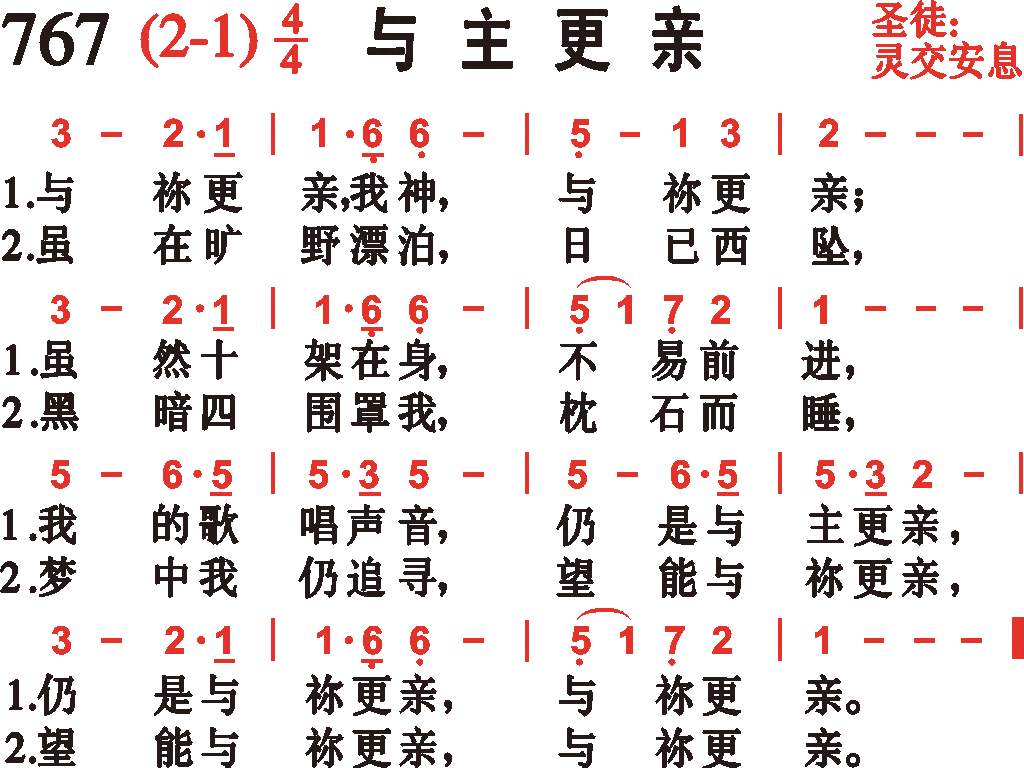 767 (2-1) 4/4 与主更亲 圣徒：
灵交安息
3 － 2·1 | 1·6 6 － | 5 － 1 3 | 2 － － － |
1.与 祢更 亲,我神, 与 祢更 亲;
2.虽 在旷 野漂泊, 日 已西 坠,
3 － 2·1 | 1·6 6 － | 5 1 7 2 | 1 － － － |
1.虽 然十 架在身, 不 易前 进,
2.黑 暗四 围罩我, 枕 石而 睡,
5 － 6·5 | 5·3 5 － | 5 － 6·5 | 5·3 2 － |
1.我 的歌 唱声音, 仍 是与 主更亲,
2.梦 中我 仍追寻, 望 能与 祢更亲,
3 － 2·1 | 1·6 6 － | 5 1 7 2 | 1 － － －
1.仍 是与 祢更亲, 与 祢更 亲。
2.望 能与 祢更亲, 与 祢更 亲。